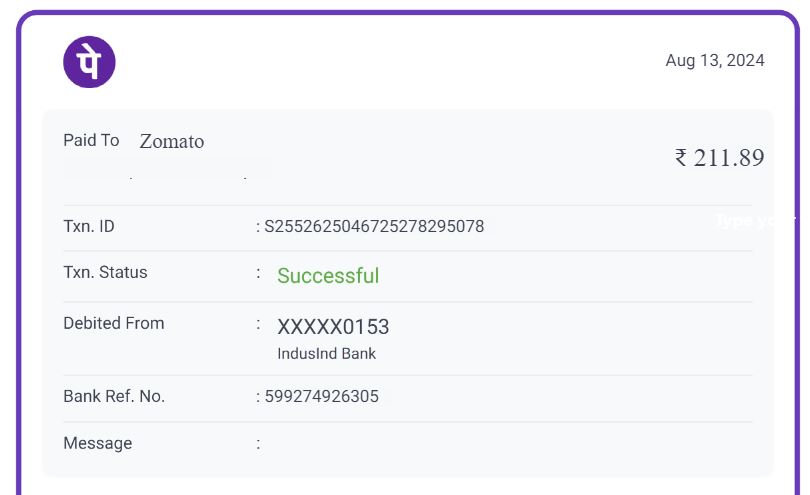 पे
Aug 13, 2024
Paid To Zomato
₹ 211.89
Txn. ID : S2552625046725278295078
Type your
Txn. Status : Successful
Debited From : XXXXX0153
IndusInd Bank
Bank Ref. No. : 599274926305
Message :